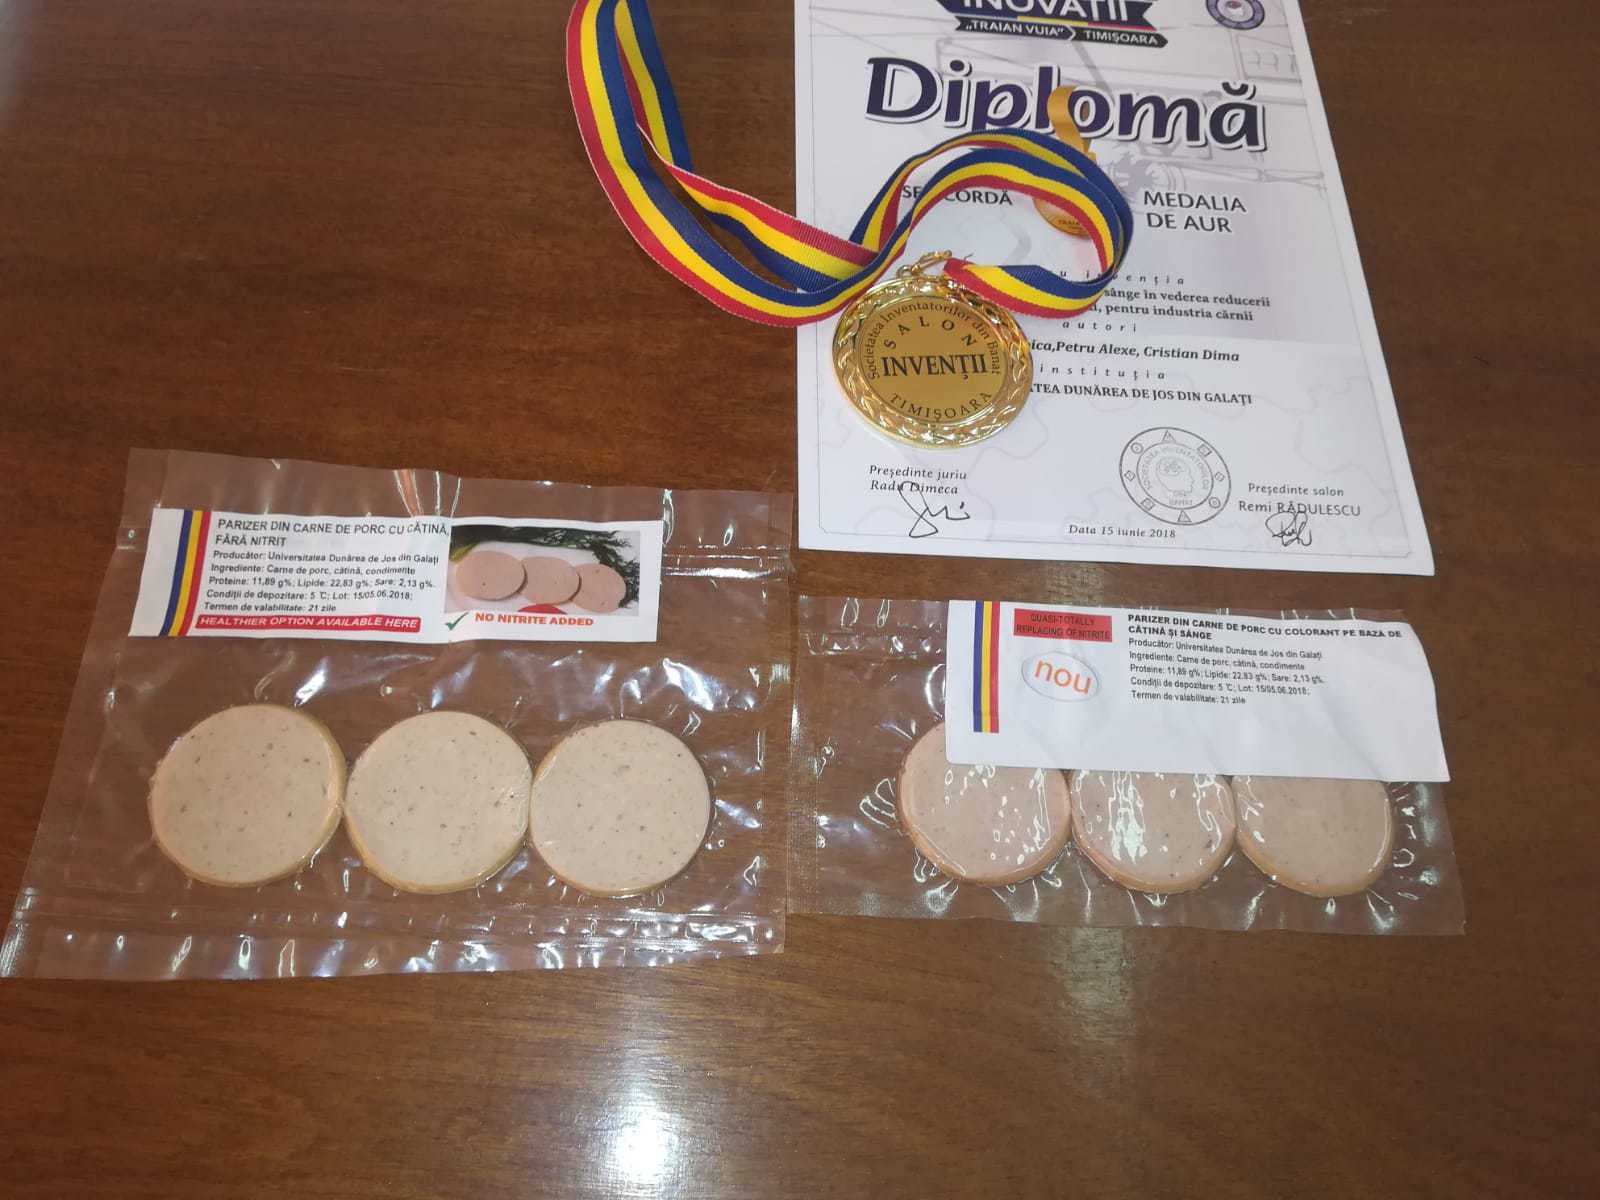 INOVAȚII
„TRAIAN VUIA” TIMIȘOARA
Diplomă
SE CORDĂ
MEDALIA
DE AUR
invenția
sânge în vederea reducerii
pentru industria cărnii
autori
Petru Alexe, Cristian Dima
instituția
DUNĂREA DE JOS DIN GALAȚI
Președinte juriu
Radu Dimeca
Președinte salon
Remi RĂDULESCU
Data 15 iunie 2018
Societatea Inventatorilor din Banat
SALON
INVENȚII
TIMIȘOARA
PARIZER DIN CARNE DE PORC CU CĂTINĂ,
FĂRĂ NITRIT
Producător: Universitatea Dunărea de Jos din Galați
Ingrediente: Carne de porc, cătină, condimente
Proteine: 11,89 g%; Lipide: 22,83 g%; Sare: 2,13 g%.
Condiții de depozitare: 5 ℃; Lot: 15/05.06.2018;
Termen de valabilitate: 21 zile
HEALTHIER OPTION AVAILABLE HERE
NO NITRITE ADDED
QUASI-TOTALLY
REPLACING OF NITRITE
nou
PARIZER DIN CARNE DE PORC CU COLORANT PE BAZĂ DE
CĂTINĂ ȘI SÂNGE
Producător: Universitatea Dunărea de Jos din Galați
Ingrediente: Carne de porc, cătină, condimente
Proteine: 11,89 g%; Lipide: 22,83 g%; Sare: 2,13 g%.
Condiții de depozitare: 5 ℃; Lot: 15/05.06.2018;
Termen de valabilitate: 21 zile